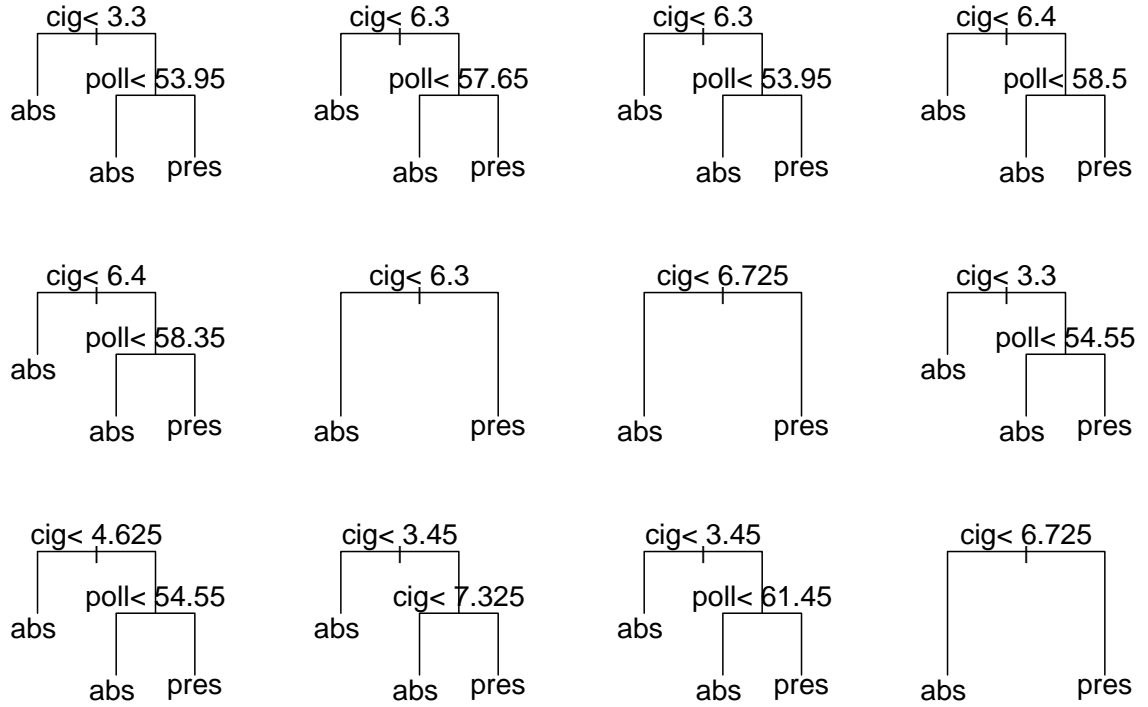 cig< 3.3
poll< 53.95
abs
abs
pres
cig< 6.3
poll< 57.65
abs
abs
pres
cig< 6.3
poll< 53.95
abs
abs
pres
cig< 6.4
poll< 58.5
abs
abs
pres
cig< 6.4
poll< 58.35
abs
abs
pres
cig< 6.3
abs
pres
cig< 6.725
abs
pres
cig< 3.3
poll< 54.55
abs
abs
pres
cig< 4.625
poll< 54.55
abs
abs
pres
cig< 3.45
cig< 7.325
abs
abs
pres
cig< 3.45
poll< 61.45
abs
abs
pres
cig< 6.725
abs
pres